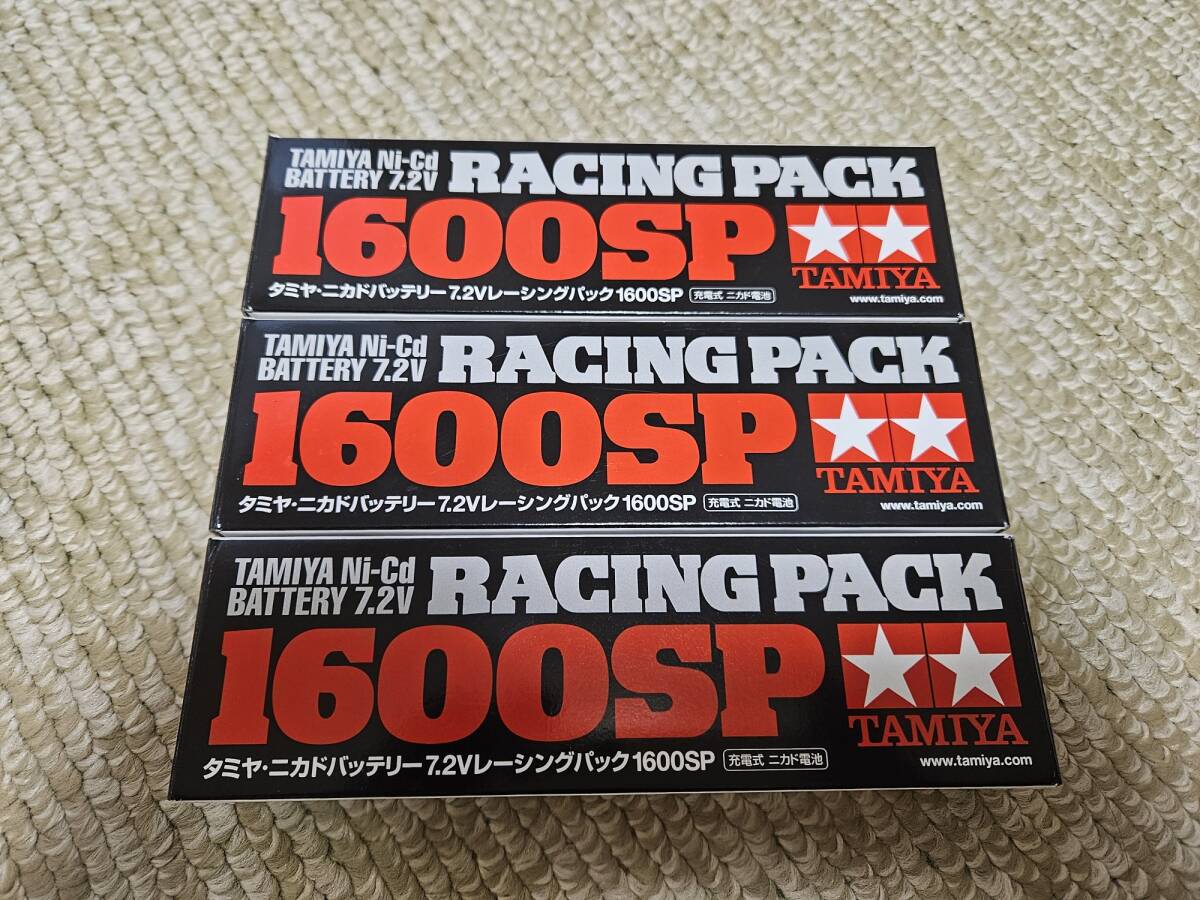 TAMIYA Ni-Cd
BATTERY 7.2V
RACING PACK
1600SP
TAMIYA
タミヤ・ニカドバッテリー7.2Vレーシングパック1600SP 充電式 ニカド電池
www.tamiya.com
TAMIYA Ni-Cd
BATTERY 7.2V
RACING PACK
1600SP
TAMIYA
タミヤ・ニカドバッテリー7.2Vレーシングパック1600SP 充電式 ニカド電池
www.tamiya.com
TAMIYA Ni-Cd
BATTERY 7.2V
RACING PACK
1600SP
TAMIYA
タミヤ・ニカドバッテリー7.2Vレーシングパック1600SP 充電式 ニカド電池
www.tamiya.com